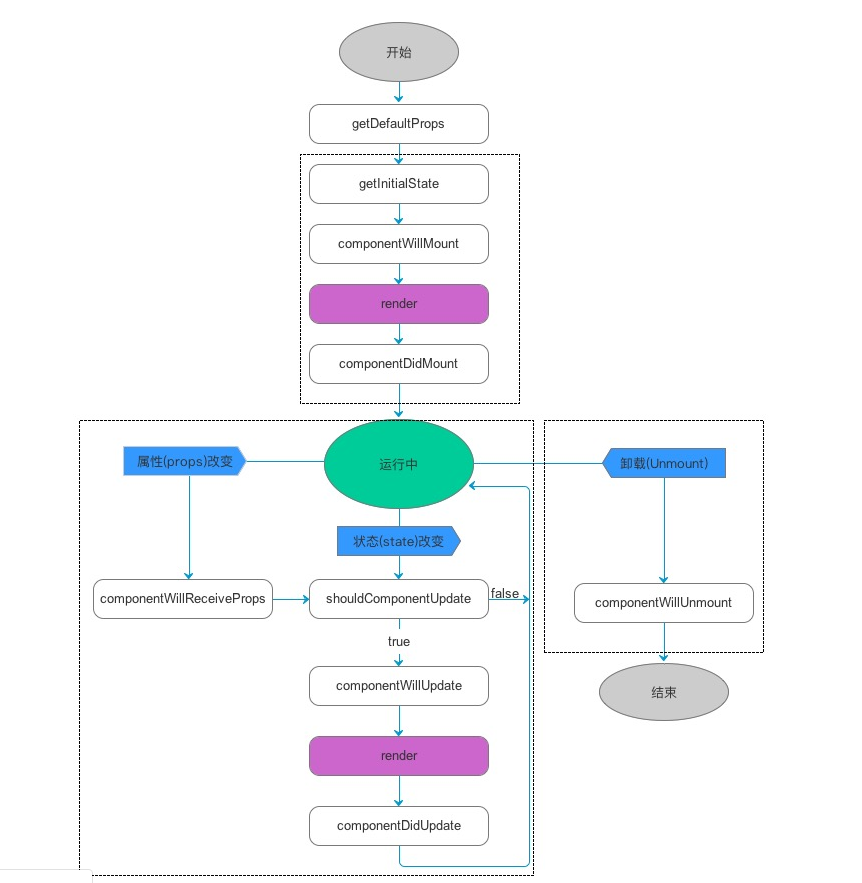 开始
getDefaultProps
getInitialState
componentWillMount
render
componentDidMount
属性(props)改变
运行中
卸载(Unmount)
状态(state)改变
componentWillReceiveProps
shouldComponentUpdate
false
componentWillUnmount
true
componentWillUpdate
结束
render
componentDidUpdate